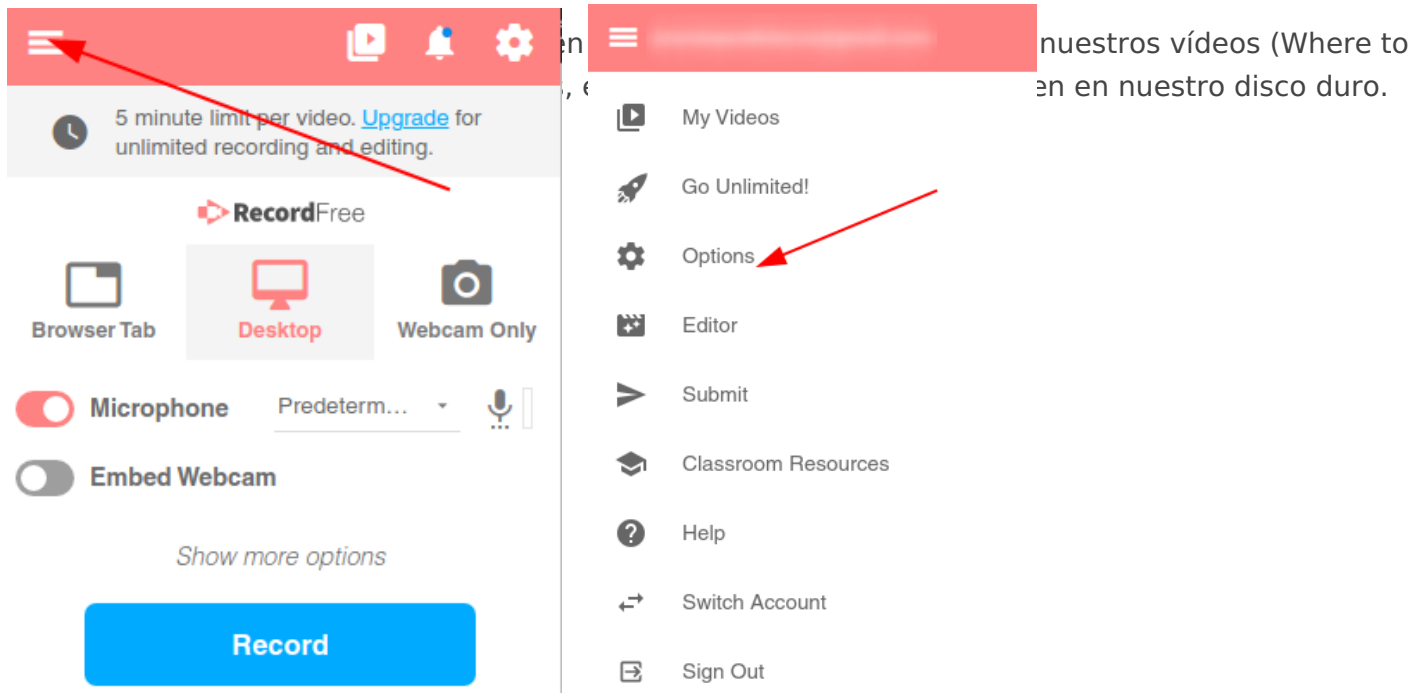 5 minute limit per video. Upgrade for
unlimited recording and editing.
RecordFree
Browser Tab
Desktop
Webcam Only
Microphone
Predeterm...
Embed Webcam
Show more options
Record
My Videos
Go Unlimited!
Options
Editor
Submit
Classroom Resources
Help
Switch Account
Sign Out
nuestros vídeos (Where to
en nuestro disco duro.